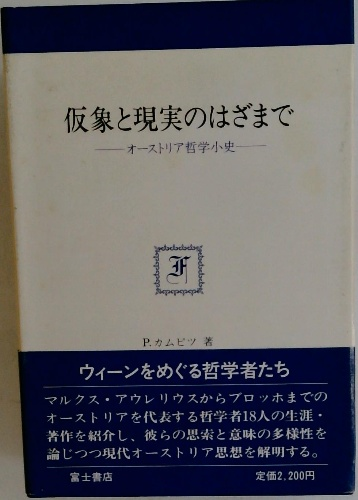 仮象と現実のはざまで
──オーストリア哲学小史──
F
P.カムピツ 著
ウィーンをめぐる哲学者たち
マルクス・アウレリウスからブロッホまでの
オーストリアを代表する哲学者18人の生涯・
著作を紹介し、彼らの思索と意味の多様性を
論じつつ現代オーストリア思想を解明する。
富士書店 定価2,200円